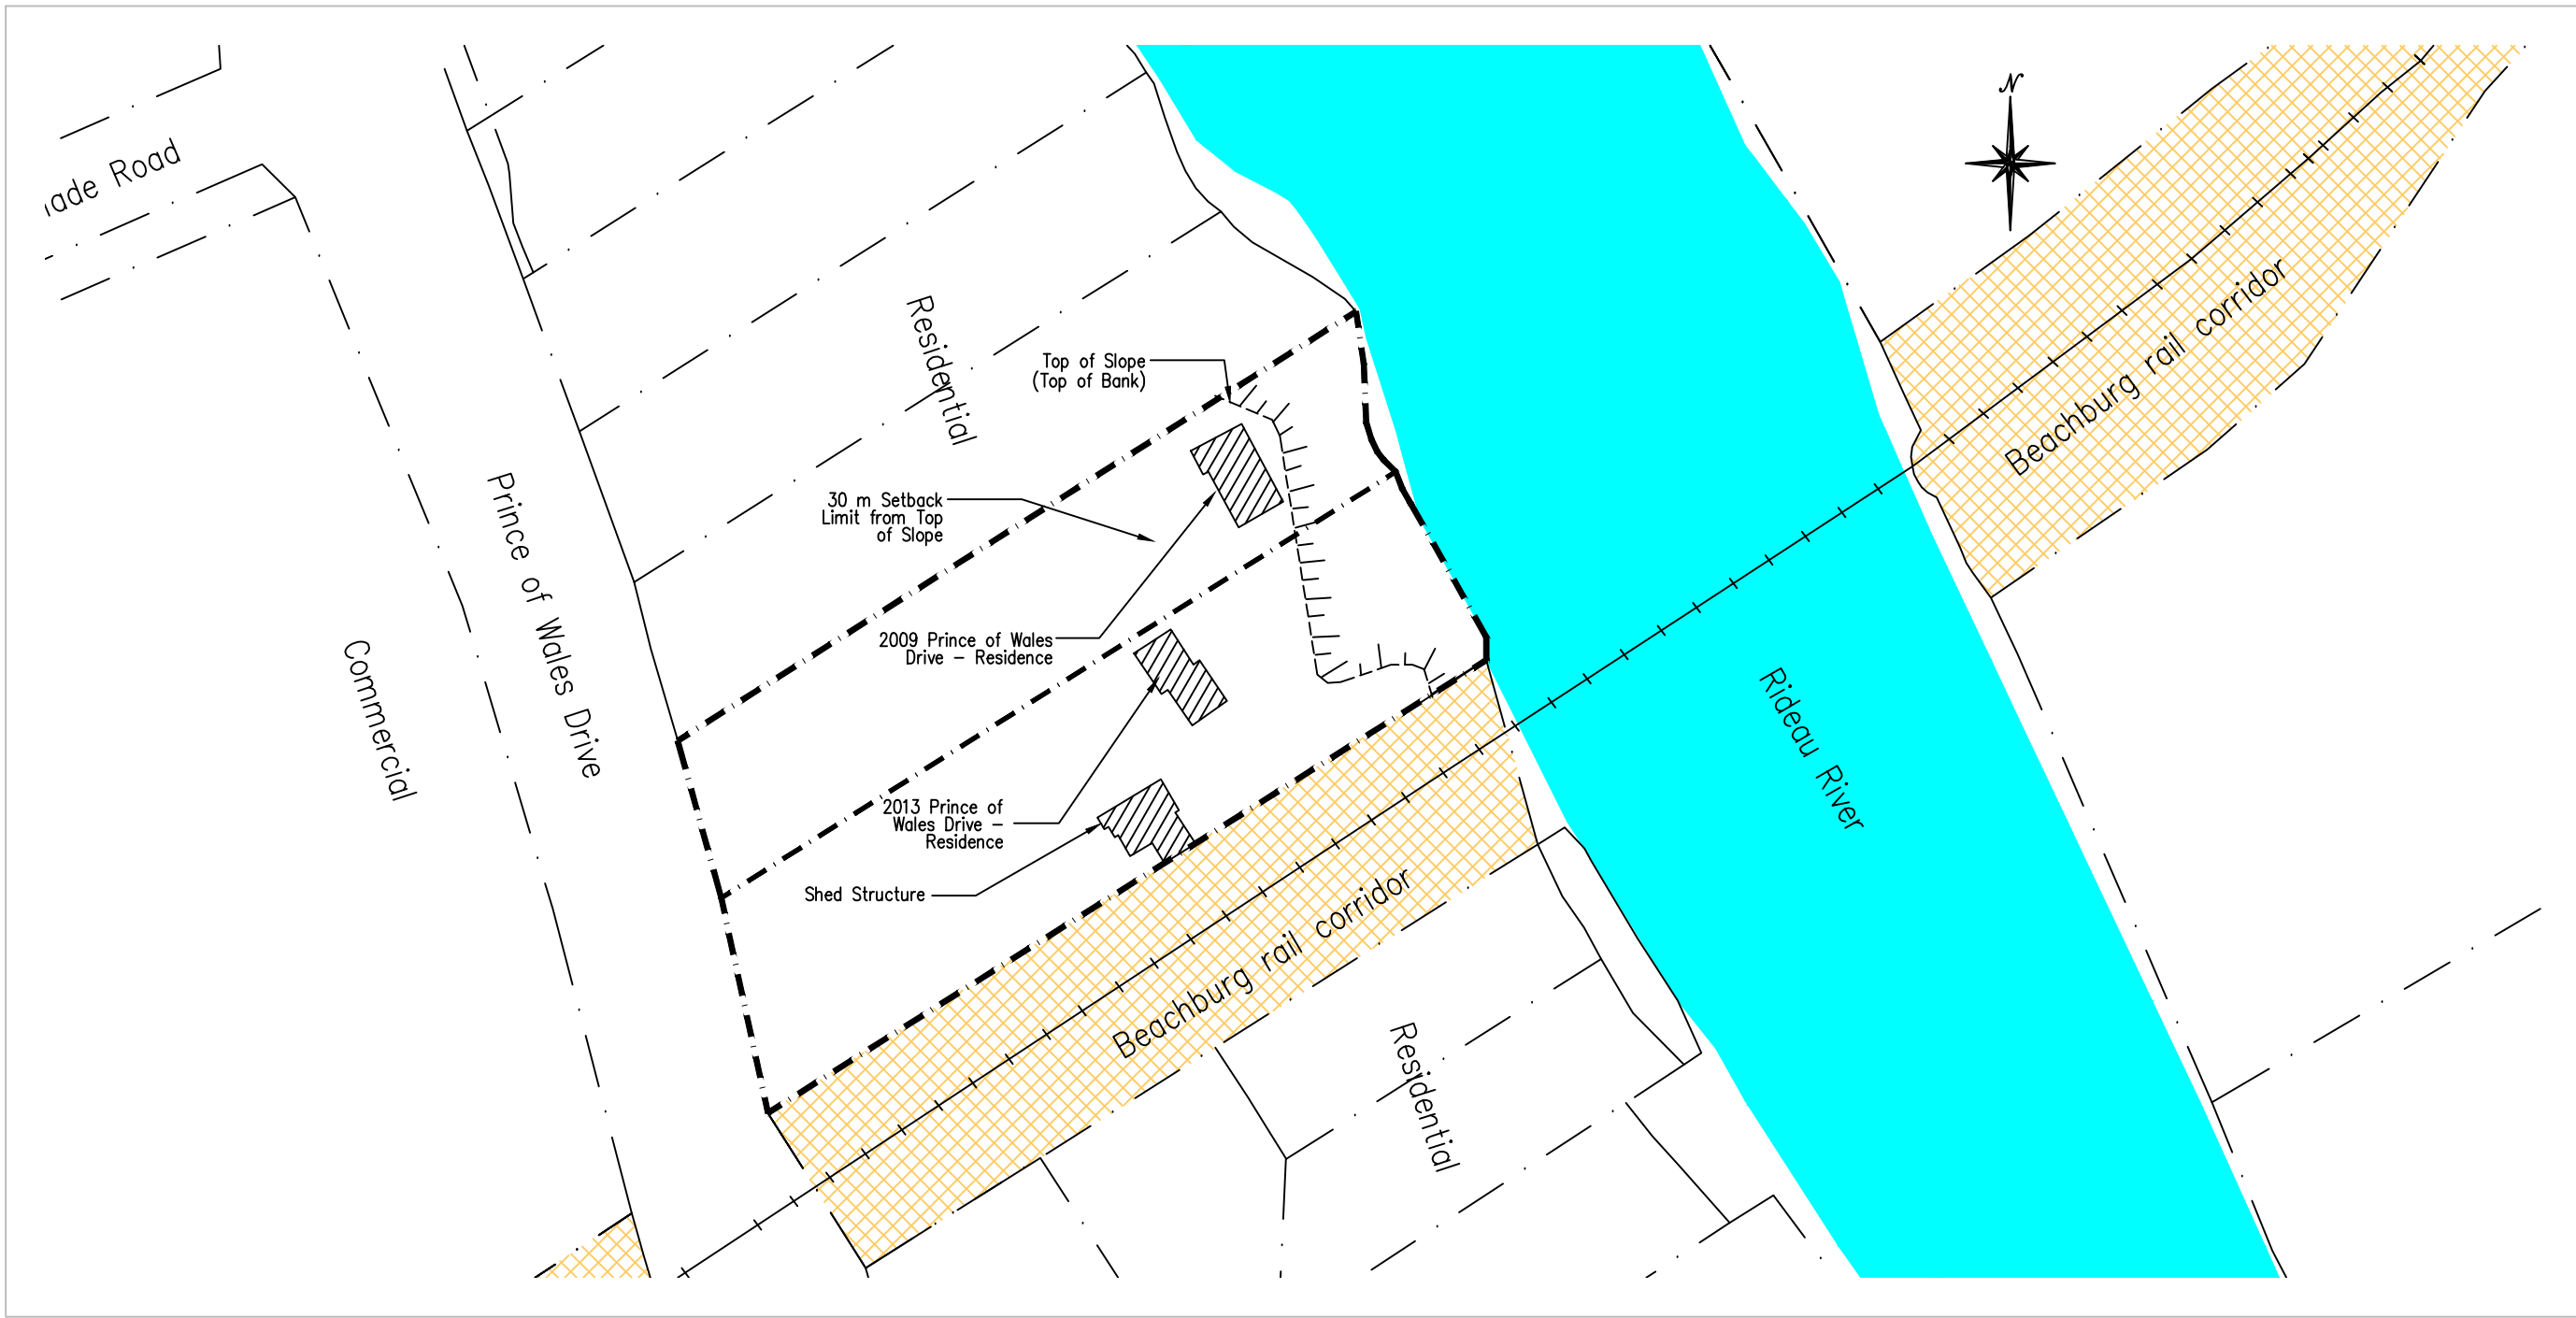 N
ade Road
Residential
Top of Slope
(Top of Bank)
Beachburg rail corridor
30 m Setback
Limit from Top
of Slope
Prince of Wales Drive
2009 Prince of Wales
Drive – Residence
Commercial
Rideau River
2013 Prince of
Wales Drive –
Residence
Shed Structure
Beachburg rail corridor
Residential